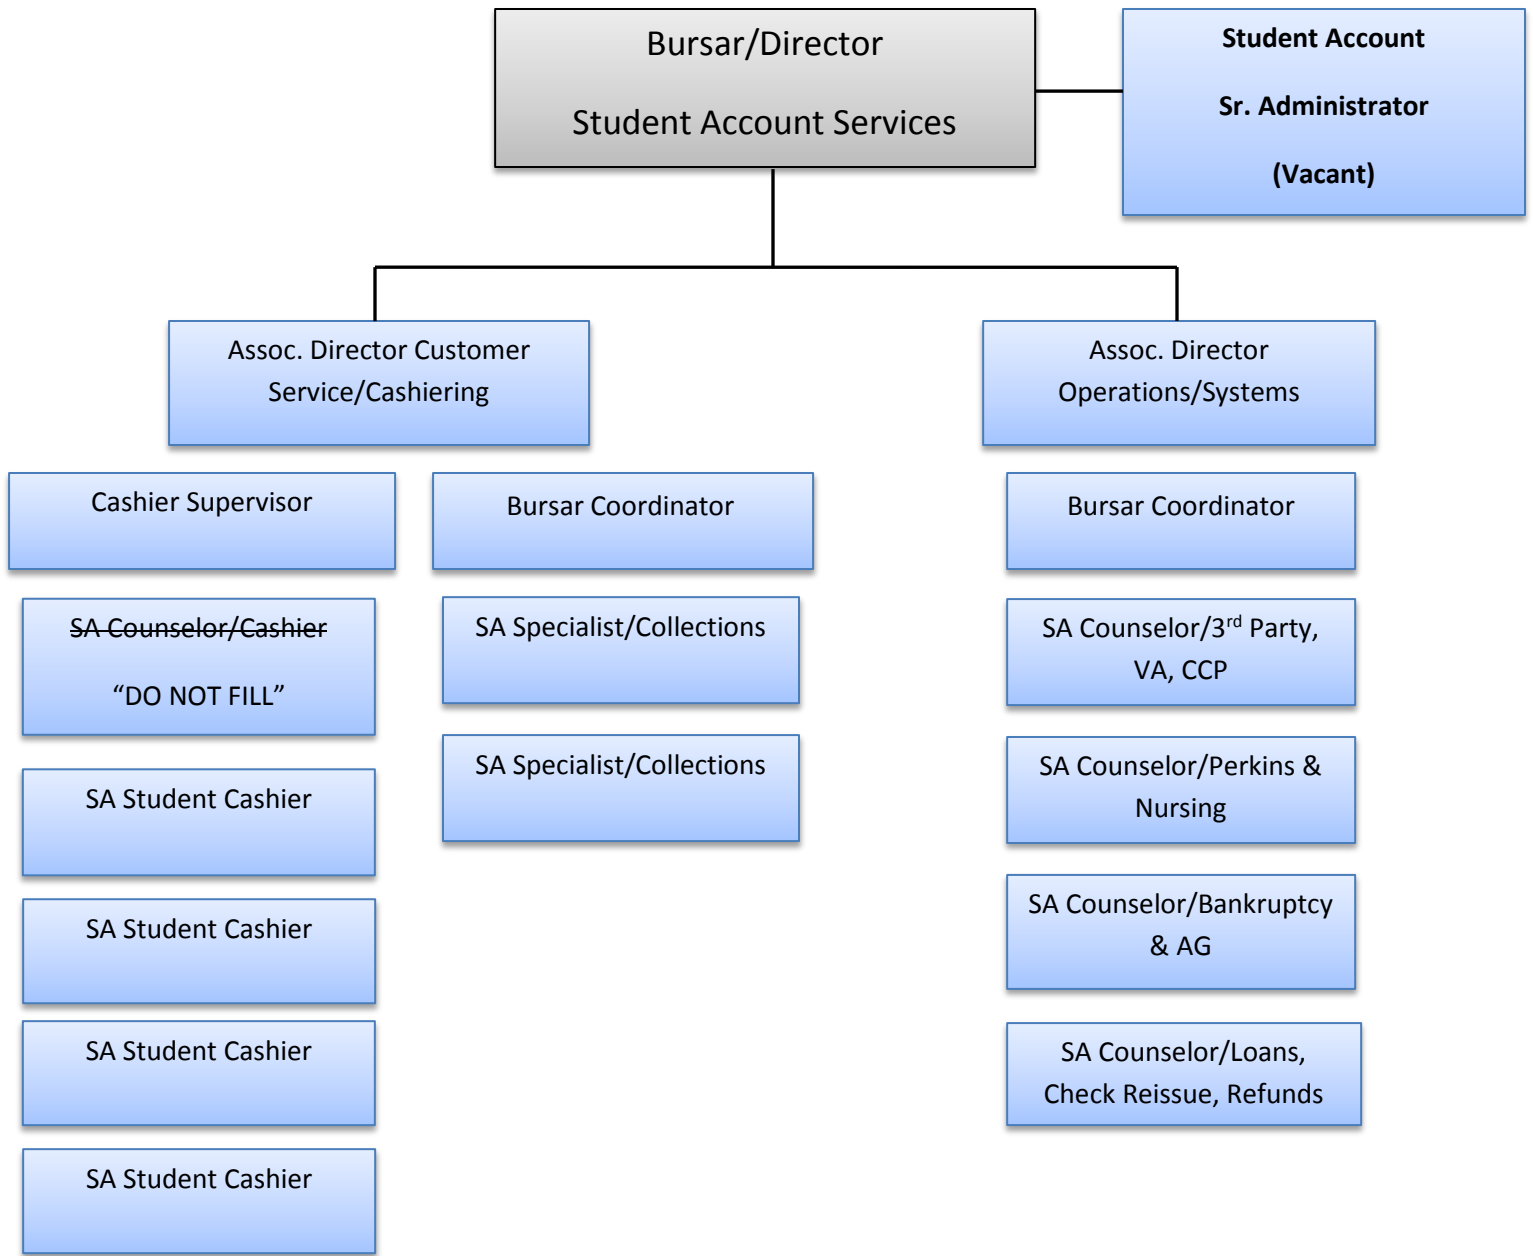 Bursar/Director
Student Account Services
Student Account
Sr. Administrator
(Vacant)
Assoc. Director Customer
Service/Cashiering
Assoc. Director
Operations/Systems
Cashier Supervisor
SA Counselor/Cashier
“DO NOT FILL”
SA Student Cashier
SA Student Cashier
SA Student Cashier
SA Student Cashier
Bursar Coordinator
SA Specialist/Collections
SA Specialist/Collections
Bursar Coordinator
SA Counselor/3rd Party,
VA, CCP
SA Counselor/Perkins &
Nursing
SA Counselor/Bankruptcy
& AG
SA Counselor/Loans,
Check Reissue, Refunds